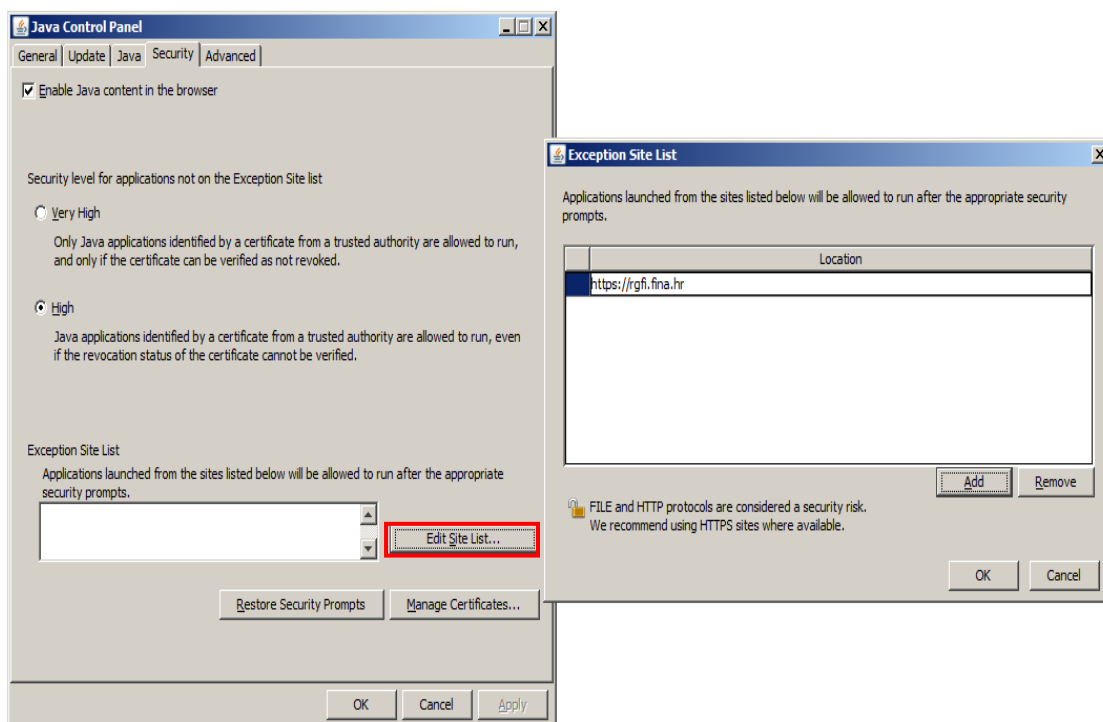 Java Control Panel
General Update Java Security Advanced
Enable Java content in the browser
Security level for applications not on the Exception Site list
Very High
Only Java applications identified by a certificate from a trusted authority are allowed to run,
and only if the certificate can be verified as not revoked.
High
Java applications identified by a certificate from a trusted authority are allowed to run, even
if the revocation status of the certificate cannot be verified.
Exception Site List
Applications launched from the sites listed below will be allowed to run after the appropriate
security prompts.
Edit Site List...
Restore Security Prompts Manage Certificates...
OK Cancel Apply
Exception Site List
Applications launched from the sites listed below will be allowed to run after the appropriate security
prompts.
Location
https://rgfi.fina.hr
Add Remove
FILE and HTTP protocols are considered a security risk.
We recommend using HTTPS sites where available.
OK Cancel